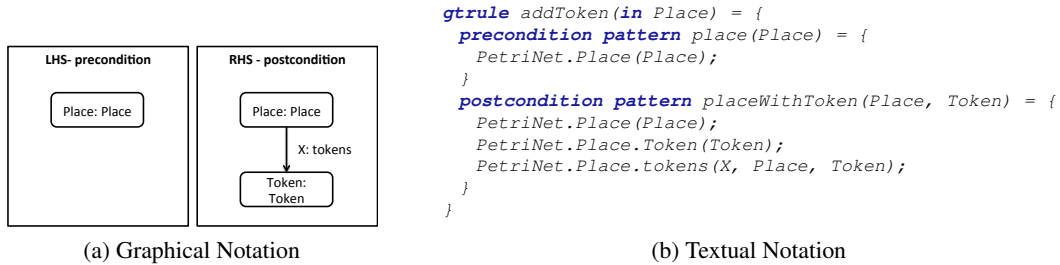 LHS- precondition
Place: Place
RHS - postcondition
Place: Place
X: tokens
Token:
Token
(a) Graphical Notation
gtrule addToken(in Place) = {
precondition pattern place(Place) = {
PetriNet.Place(Place);
}
postcondition pattern placeWithToken(Place, Token) = {
PetriNet.Place(Place);
PetriNet.Place.Token(Token);
PetriNet.Place.tokens(X, Place, Token);
}
}
(b) Textual Notation